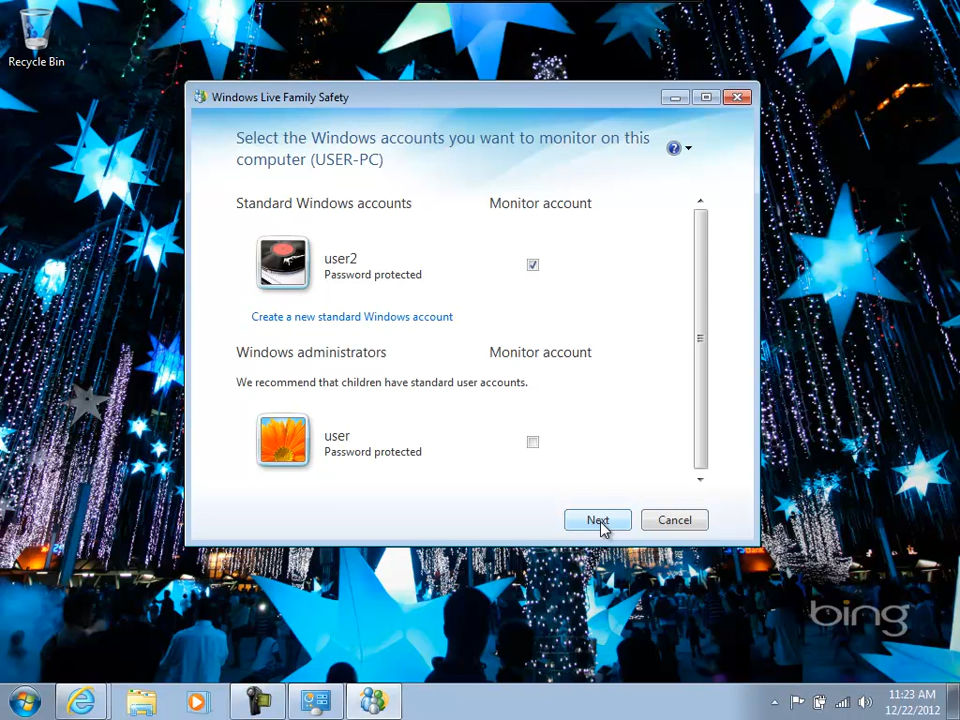 Recycle Bin
Windows Live Family Safety
Select the Windows accounts you want to monitor on this
computer (USER-PC)
Standard Windows accounts
Monitor account
user2
Password protected
Create a new standard Windows account
Windows administrators
Monitor account
We recommend that children have standard user accounts.
user
Password protected
Next
Cancel
bing
11:23 AM
12/22/2012